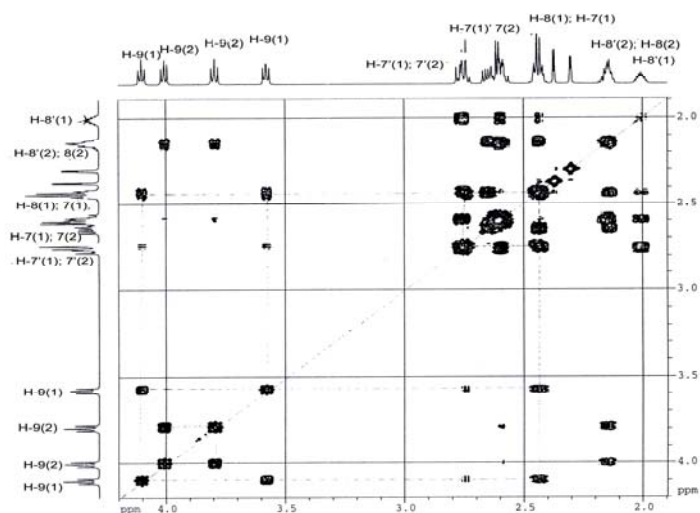 H-9(1)
H-9(2)
H-9(2)
H-9(1)
H-7'(1); 7'(2)
H-7(1)' 7(2)
H-8(1); H-7(1)
H-8'(2); H-8(2)
H-8'(1)
H-8'(1)
H-8'(2); 8(2)
H-8(1); 7(1).
H-7(1); 7(2)
H-7'(1); 7'(2)
H-9(1)
H-9(2)
H-9(2)
H-9(1)
2.0
2.5
3.0
3.5
4.0
ppm
ppm 4.0 3.5 3.0 2.5 2.0